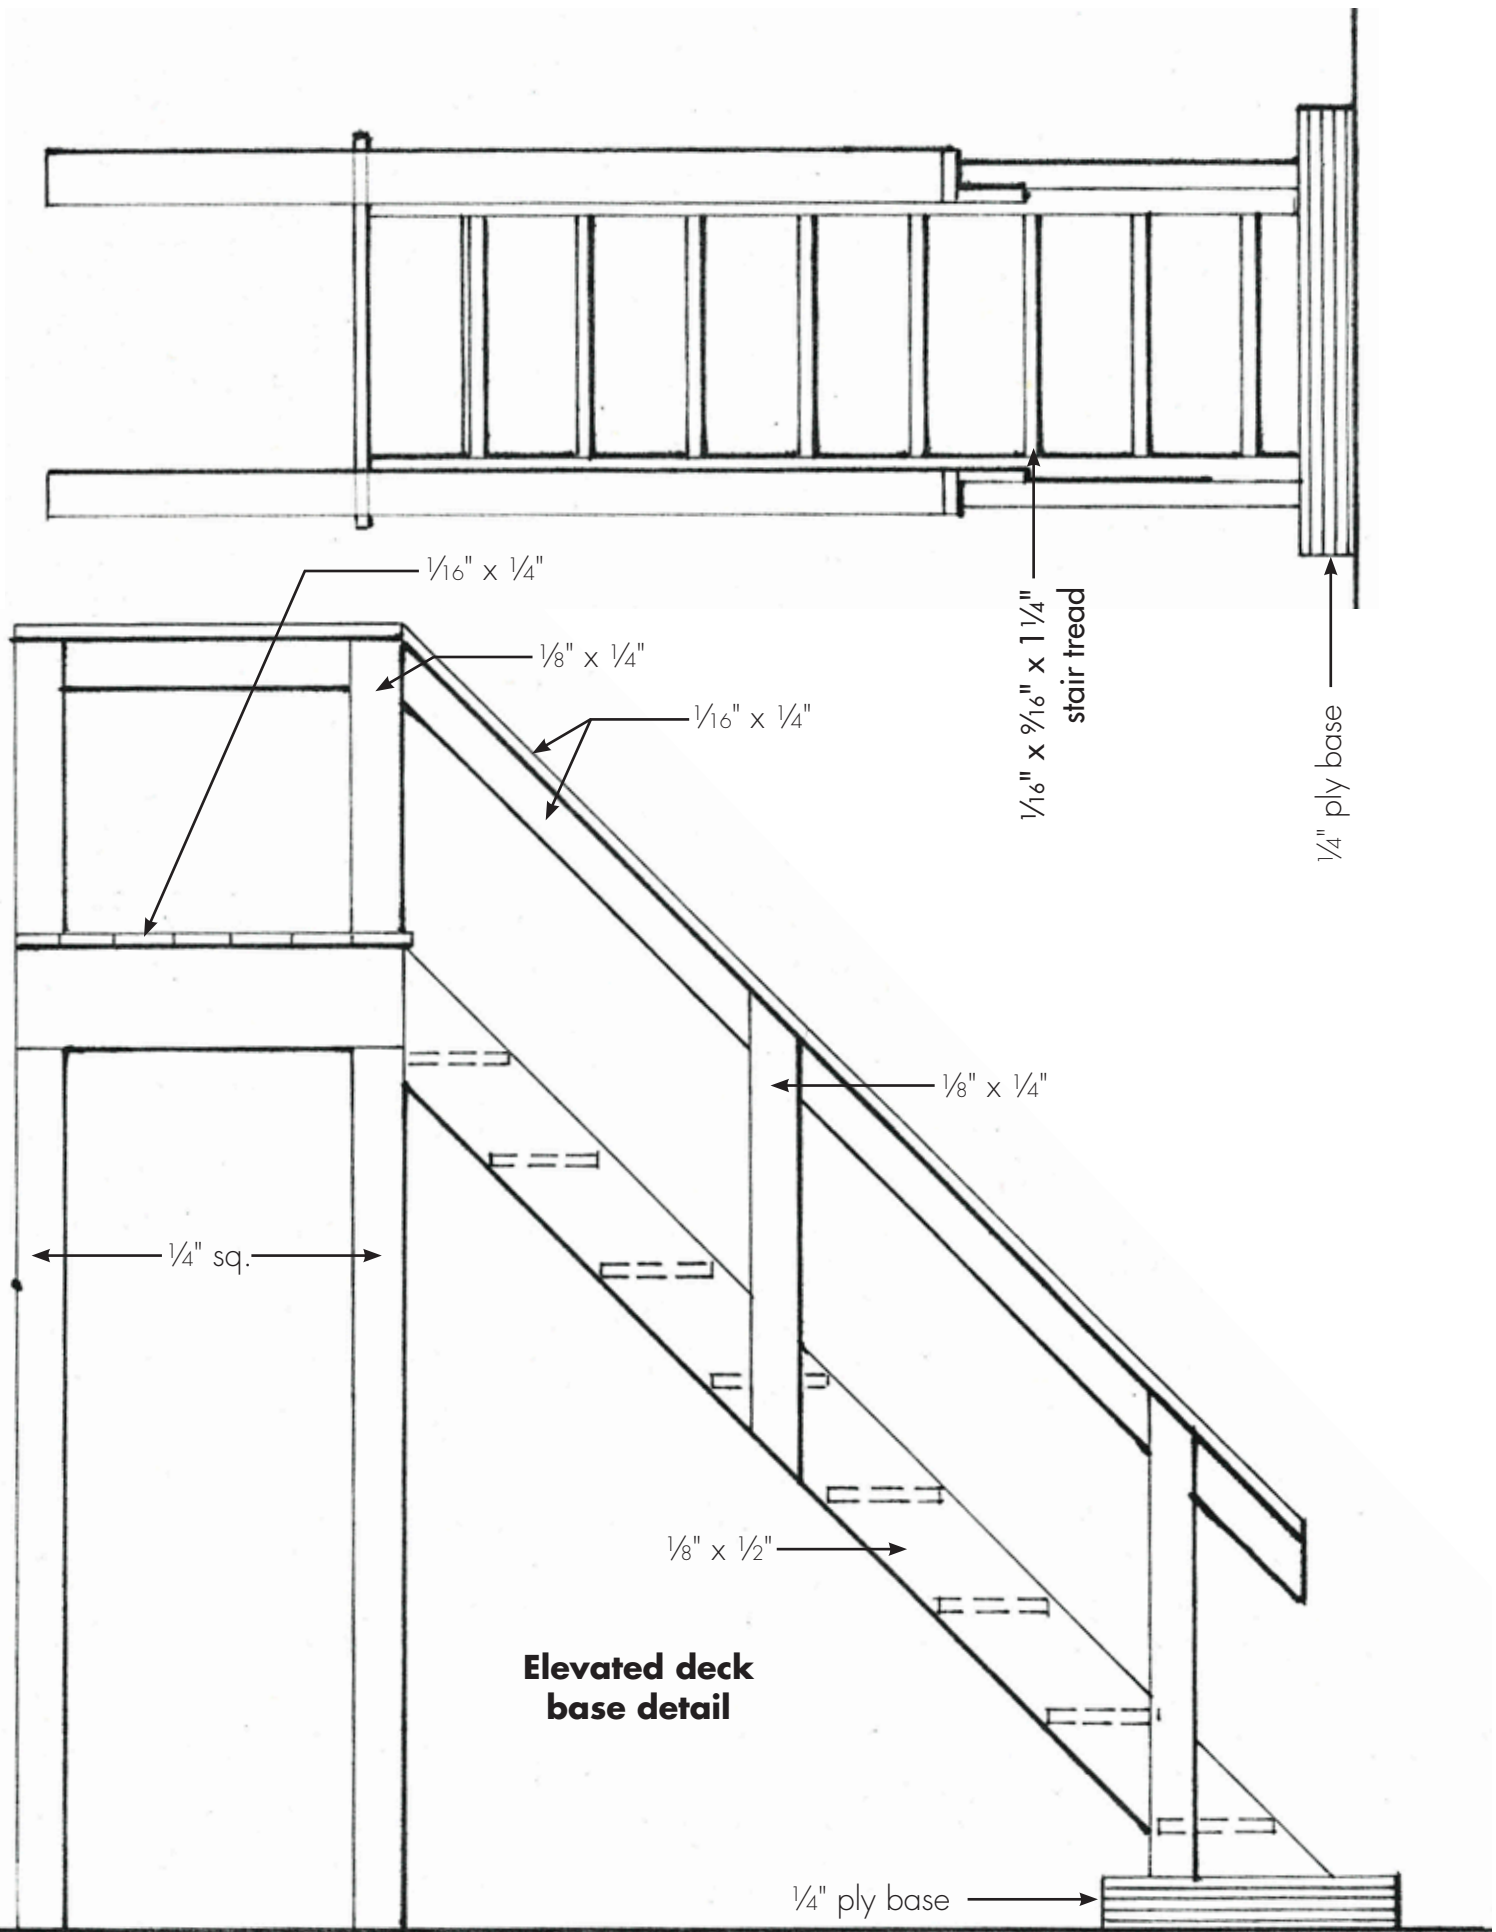 1/16" x 1/4"
1/8" x 1/4"
1/16" x 1/4"
1/16" x 9/16" x 1 1/4"
stair tread
1/4" ply base
1/8" x 1/4"
1/4" sq.
1/8" x 1/2"
Elevated deck
base detail
1/4" ply base